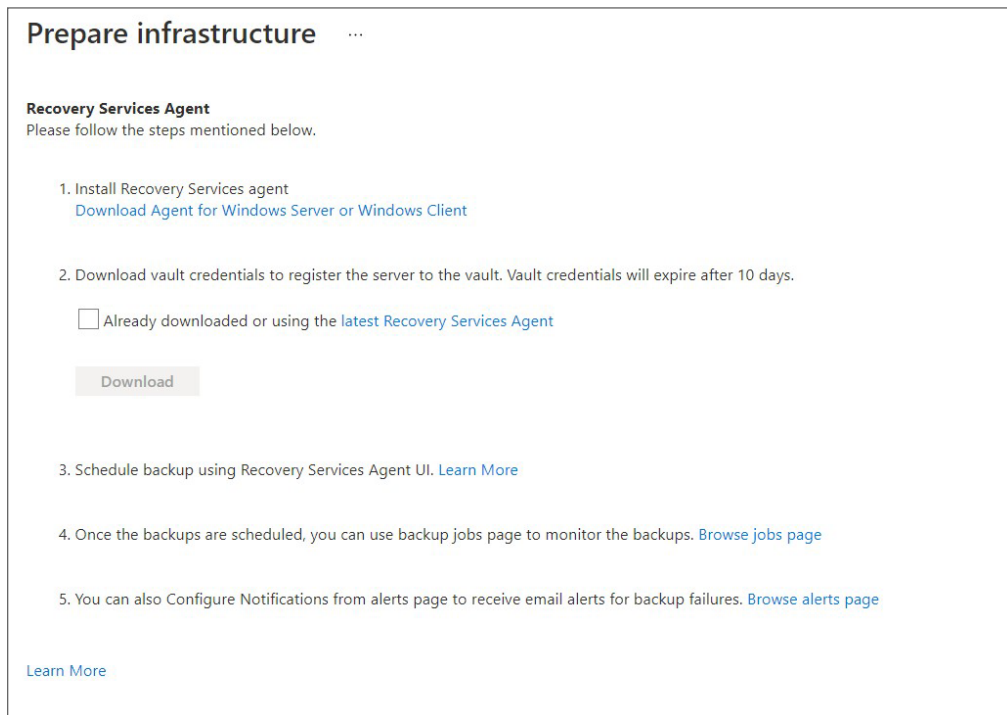 Prepare infrastructure ...
Recovery Services Agent
Please follow the steps mentioned below.
1. Install Recovery Services agent
Download Agent for Windows Server or Windows Client
2. Download vault credentials to register the server to the vault. Vault credentials will expire after 10 days.
Already downloaded or using the latest Recovery Services Agent
Download
3. Schedule backup using Recovery Services Agent UI. Learn More
4. Once the backups are scheduled, you can use backup jobs page to monitor the backups. Browse jobs page
5. You can also Configure Notifications from alerts page to receive email alerts for backup failures. Browse alerts page
Learn More